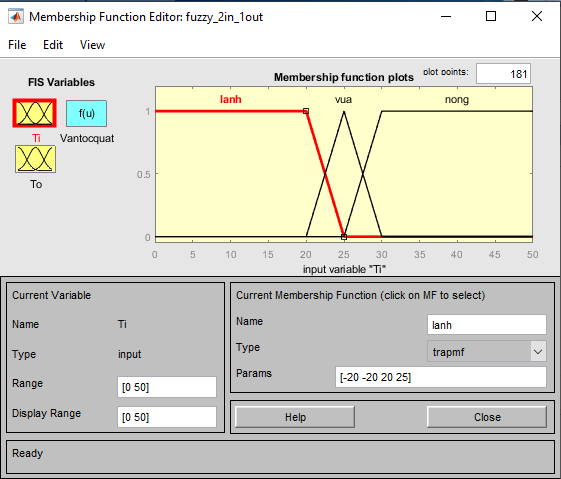 Membership Function Editor: fuzzy_2in_1out
File Edit View
FIS Variables
f(u)
Ti Vantocquat
To
Membership function plots plot points: 181
lanh vua nong
1
0.5
0
0 5 10 15 20 25 30 35 40 45 50
input variable "Ti"
Current Variable
Name Ti
Type input
Range [0 50]
Display Range [0 50]
Current Membership Function (click on MF to select)
Name lanh
Type trapmf
Params [-20 -20 20 25]
Help Close
Ready